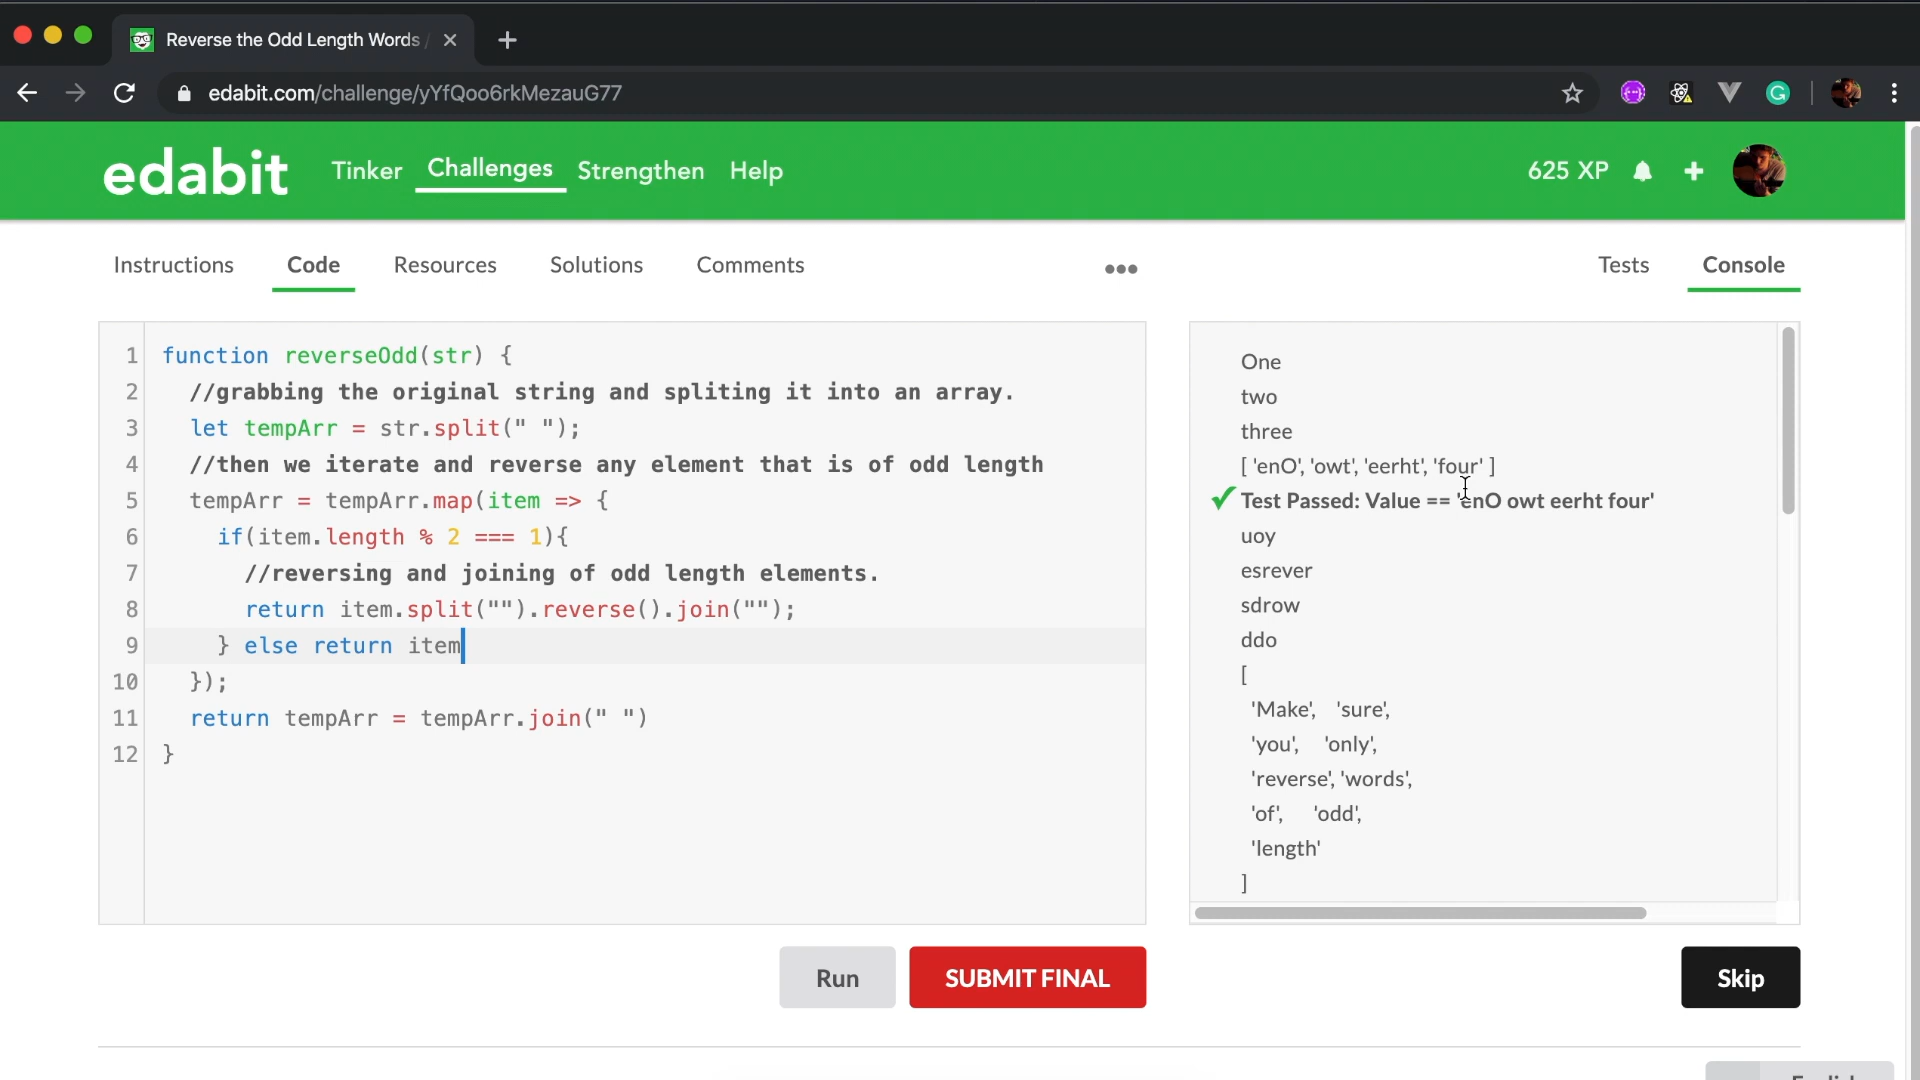 Reverse the Odd Length Words /
edabit.com/challenge/yYfQoo6rkMezauG77
edabit Tinker Challenges Strengthen Help 625 XP
Instructions Code Resources Solutions Comments ••• Tests Console
1 function reverseOdd(str) {
2 //grabbing the original string and spliting it into an array.
3 let tempArr = str.split(" ");
4 //then we iterate and reverse any element that is of odd length
5 tempArr = tempArr.map(item => {
6 if(item.length % 2 === 1){
7 //reversing and joining of odd length elements.
8 return item.split("").reverse().join("");
9 } else return item
10 });
11 return tempArr = tempArr.join(" ")
12 }
One
two
three
[ 'enO', 'owt', 'eerht', 'four' ]
Test Passed: Value == 'enO owt eerht four'
uoy
esrever
sdrow
ddo
[
'Make', 'sure',
'you', 'only',
'reverse', 'words',
'of', 'odd',
'length'
]
Run SUBMIT FINAL Skip